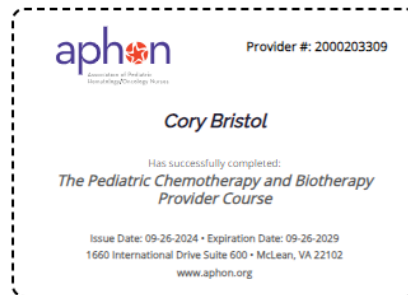 aphon
Association of Pediatric
Hematology/Oncology Nurses
Provider #: 2000203309
Cory Bristol
Has successfully completed:
The Pediatric Chemotherapy and Biotherapy
Provider Course
Issue Date: 09-26-2024 • Expiration Date: 09-26-2029
1660 International Drive Suite 600 • McLean, VA 22102
www.aphon.org